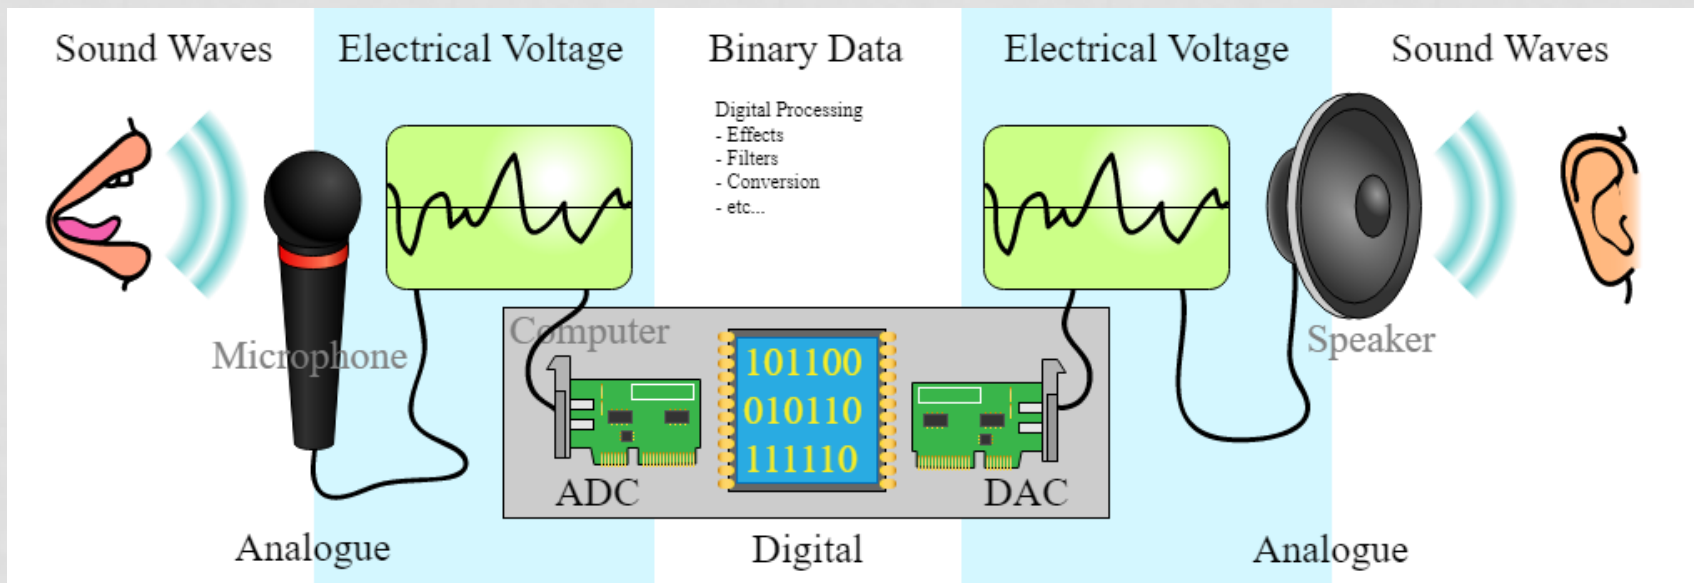 Sound Waves
Electrical Voltage
Binary Data
Electrical Voltage
Sound Waves
Digital Processing
- Effects
- Filters
- Conversion
- etc...
Microphone
Computer
Speaker
101100
010110
111110
ADC
DAC
Analogue
Digital
Analogue